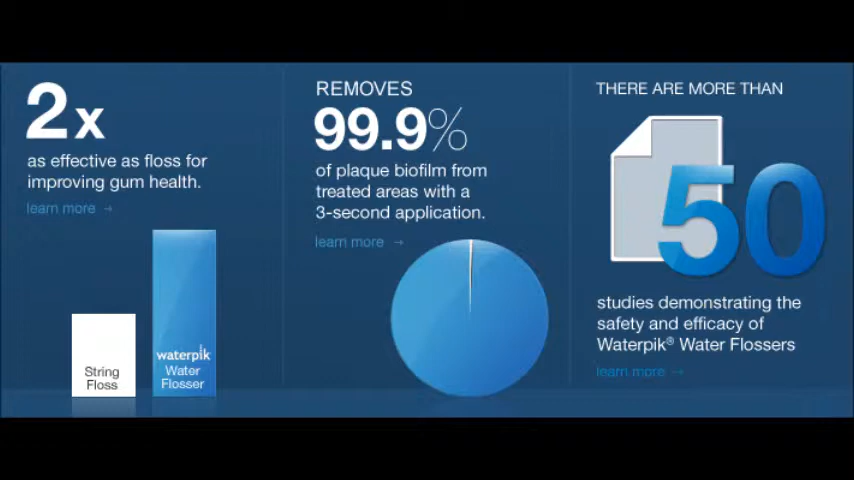 2x
as effective as floss for
improving gum health.
learn more →
String
Floss
waterpik
Water
Flosser
REMOVES
99.9%
of plaque biofilm from
treated areas with a
3-second application.
learn more →
THERE ARE MORE THAN
50
studies demonstrating the
safety and efficacy of
Waterpik® Water Flossers
learn more →